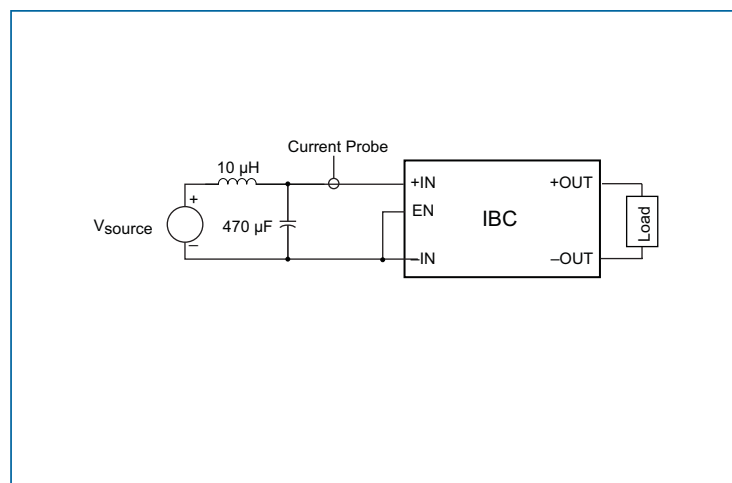 Current Probe
10 µH
+IN
+OUT
+
EN
IBC
Load
Vsource
470 µF
–
–IN
–OUT